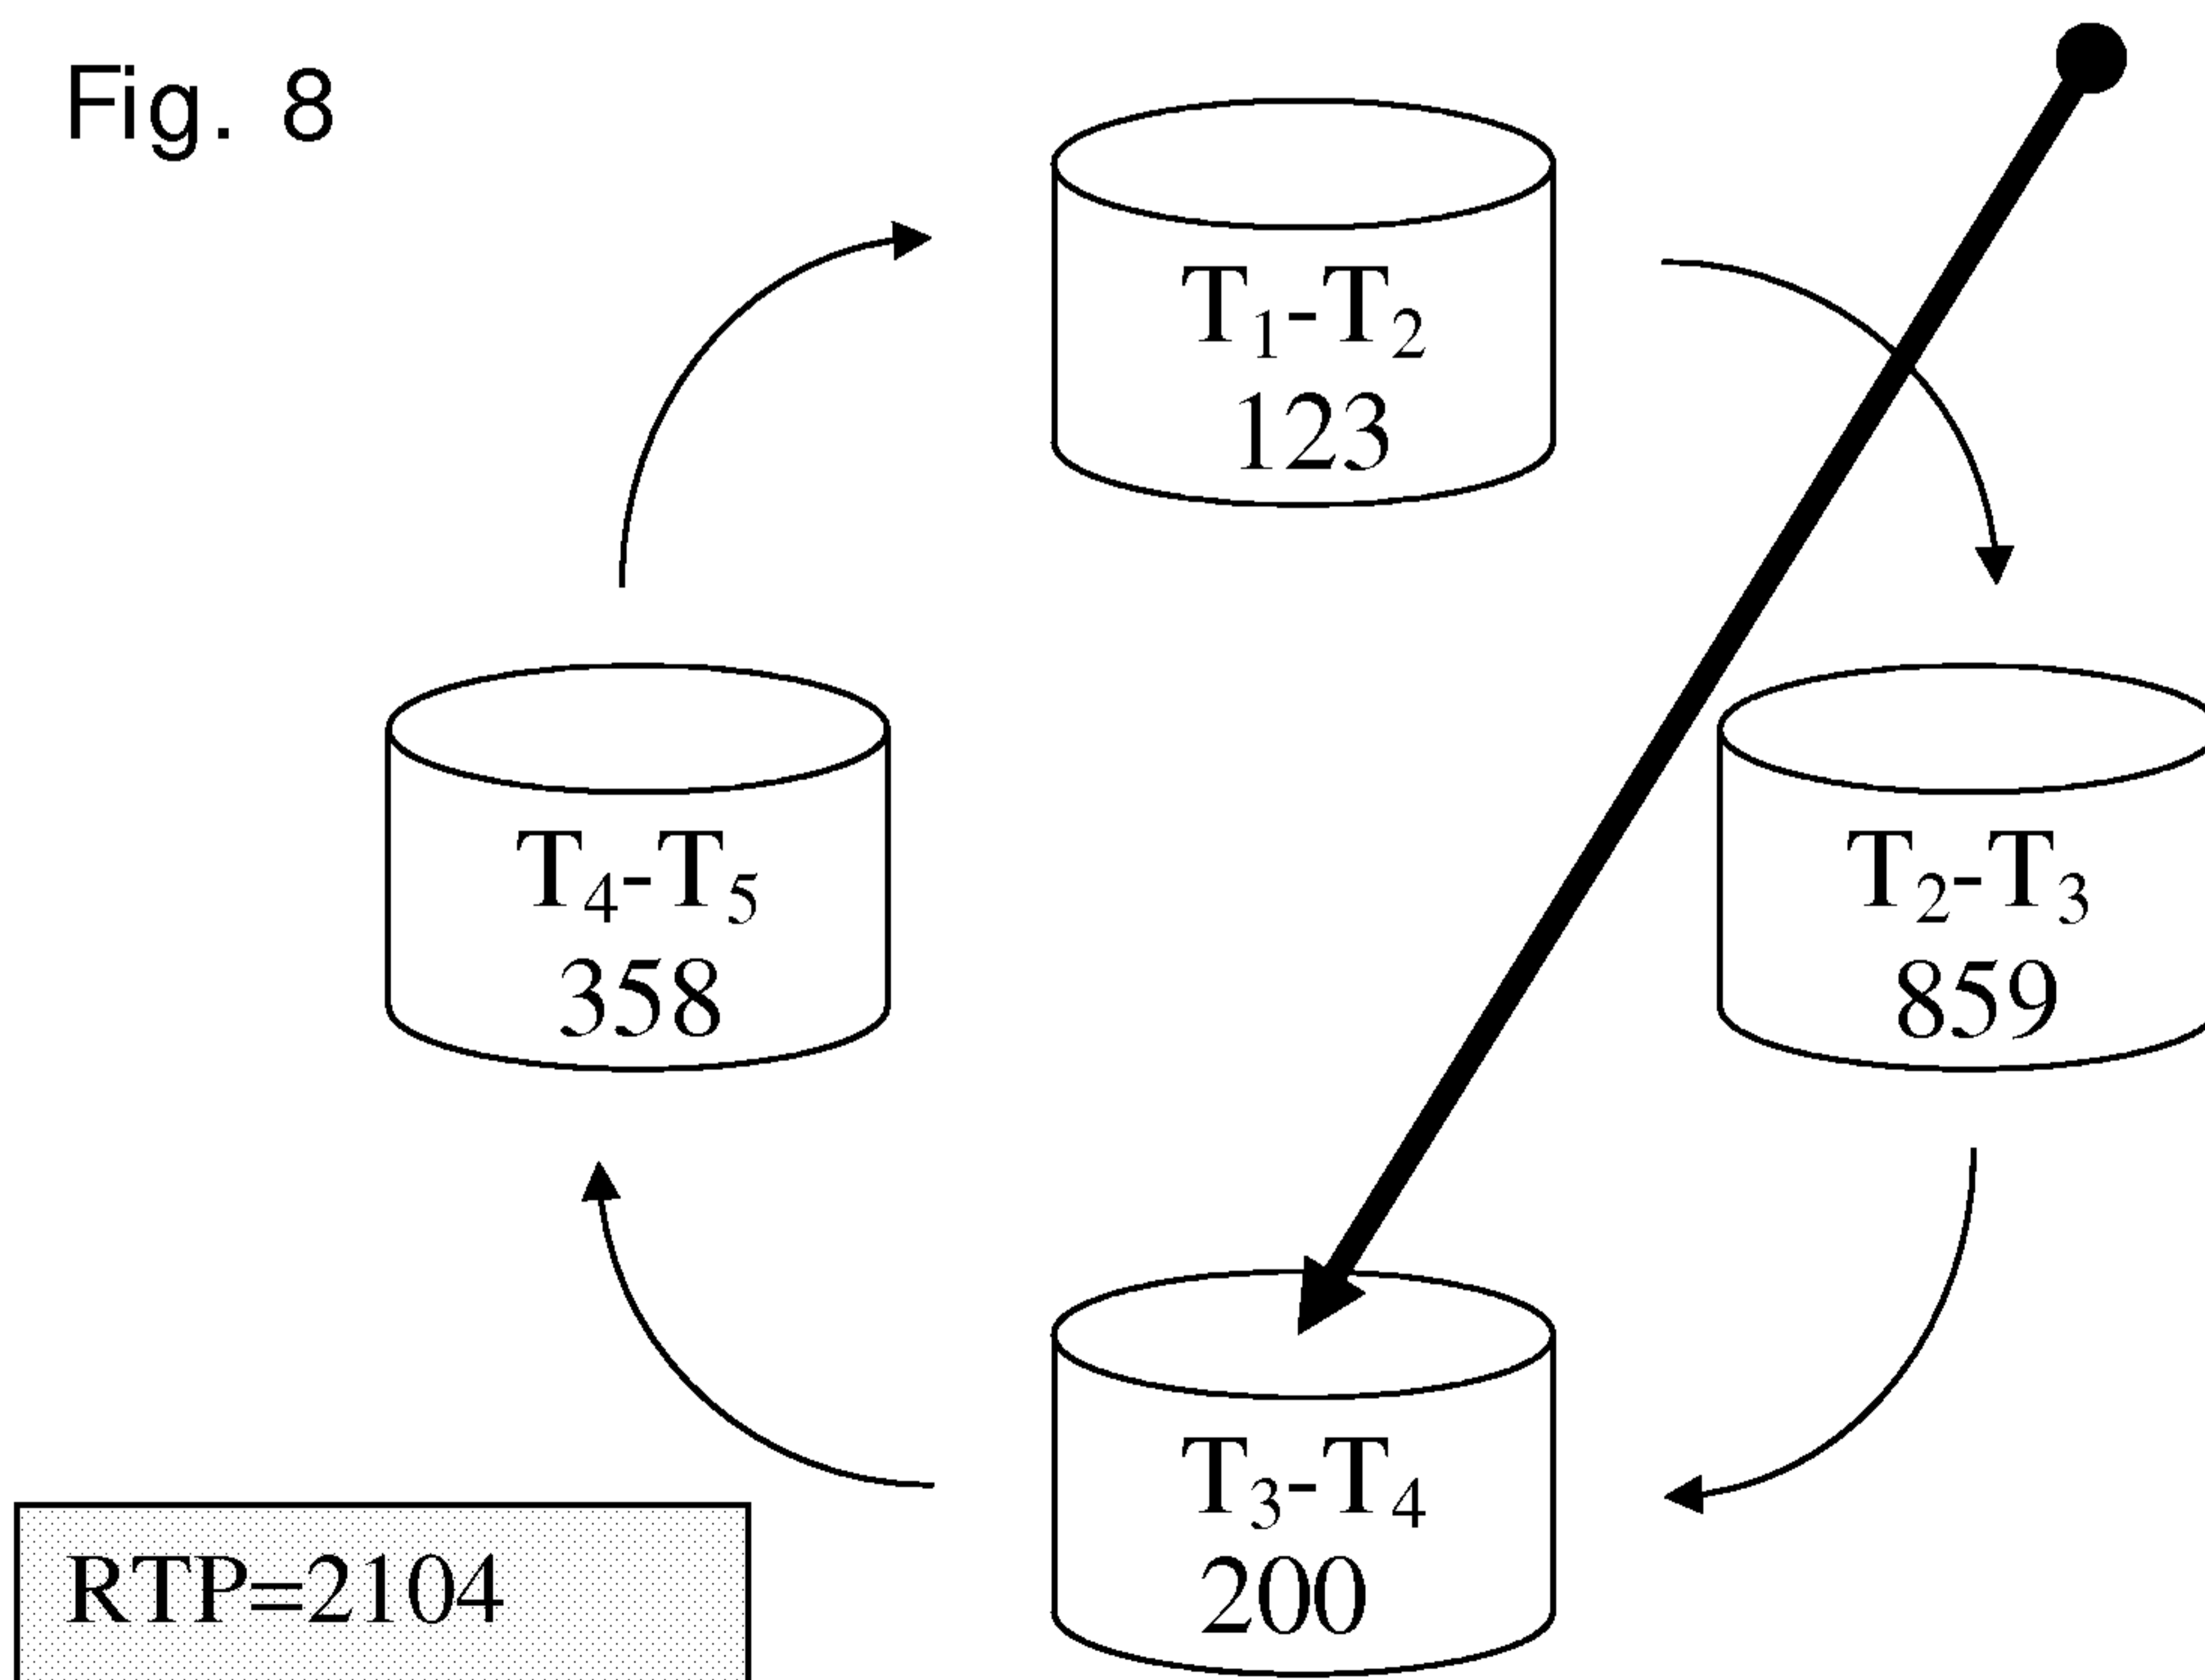 Fig. 8
T₁-T₂
123
T₄-T₅
358
T₂-T₃
859
T₃-T₄
200
RTP=2104